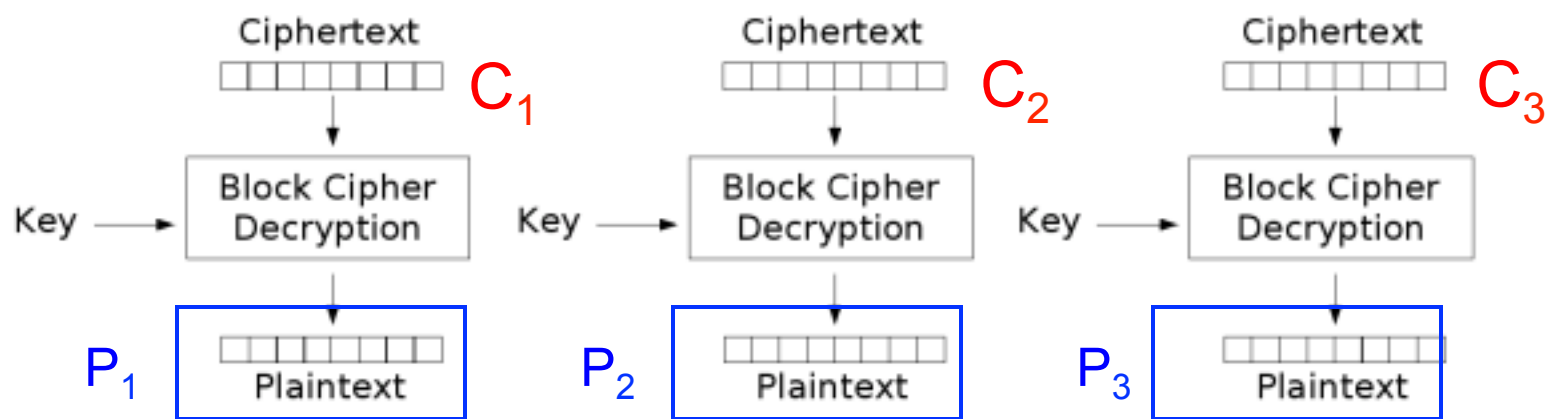 Ciphertext Ciphertext Ciphertext
C1 C2 C3
Block Cipher Block Cipher Block Cipher
Key Decryption Key Decryption Key Decryption
P1 P2 P3
Plaintext Plaintext Plaintext